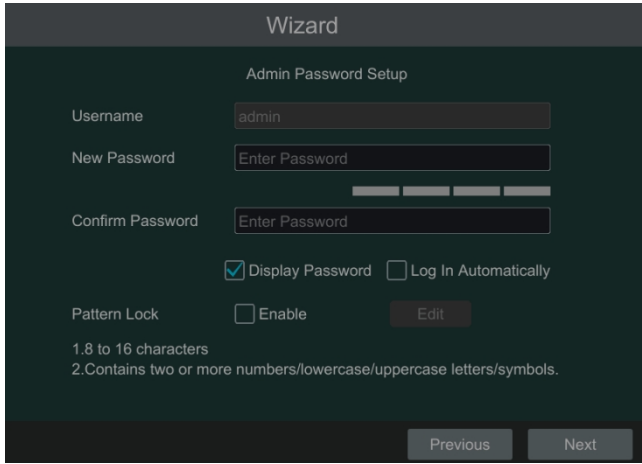 Wizard
Admin Password Setup
Username admin
New Password Enter Password
Confirm Password Enter Password
Display Password Log In Automatically
Pattern Lock Enable Edit
1.8 to 16 characters
2.Contains two or more numbers/lowercase/uppercase letters/symbols.
Previous Next